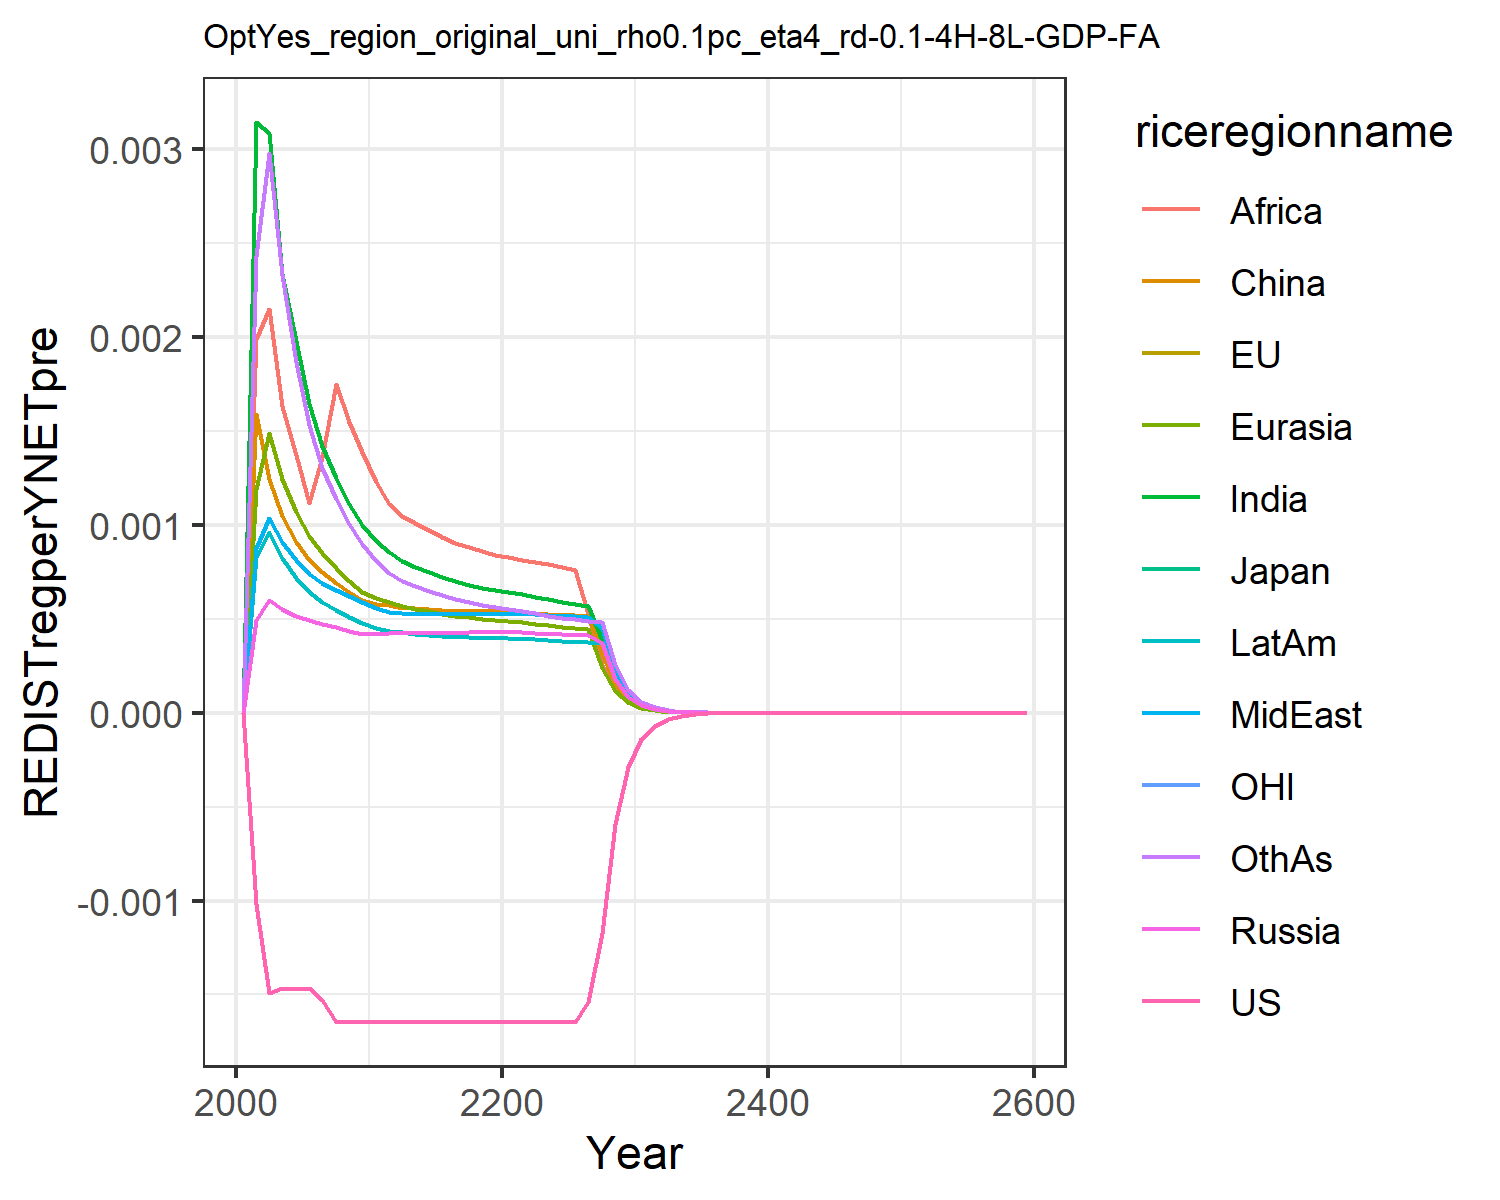 OptYes_region_original_uni_rho0.1pc_eta4_rd-0.1-4H-8L-GDP-FA
REDISTregperYNETpre
0.003
0.002
0.001
0.000
-0.001
2000
2200
2400
2600
Year
riceregionname
Africa
China
EU
Eurasia
India
Japan
LatAm
MidEast
OHI
OthAs
Russia
US